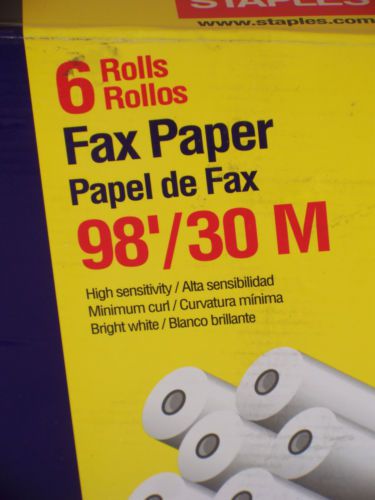 STAPLES
www.staples.com
6 Rolls
Rollos
Fax Paper
Papel de Fax
98'/30 M
High sensitivity / Alta sensibilidad
Minimum curl / Curvatura mínima
Bright white / Blanco brillante